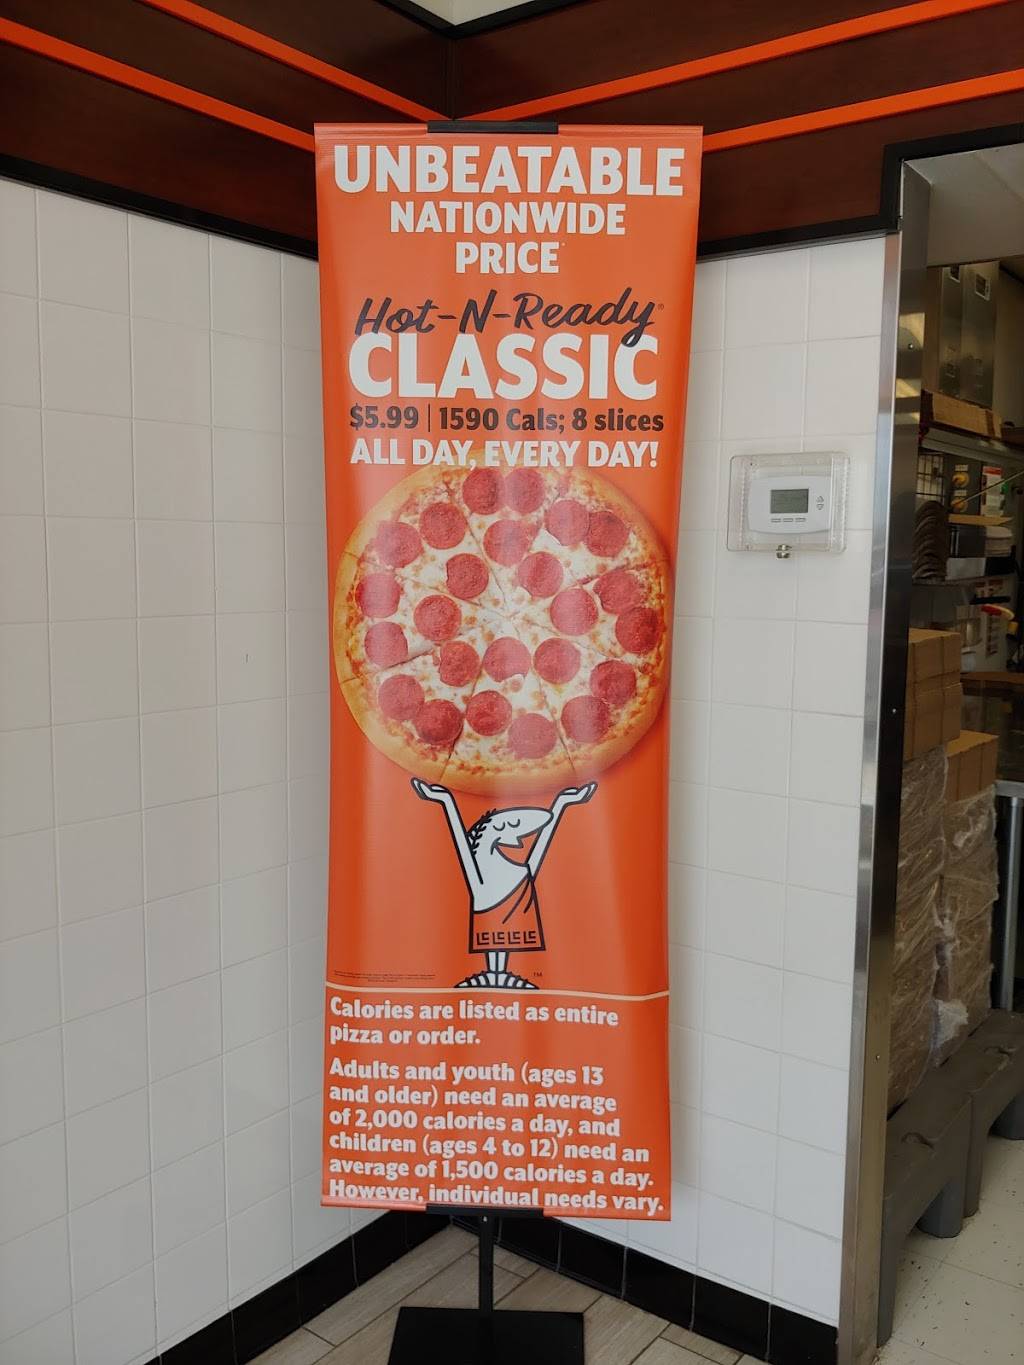 UNBEATABLE
NATIONWIDE
PRICE*
Hot-N-Ready®
CLASSIC
$5.99 | 1590 Cals; 8 slices
ALL DAY, EVERY DAY!
TM
Calories are listed as entire
pizza or order.
Adults and youth (ages 13
and older) need an average
of 2,000 calories a day, and
children (ages 4 to 12) need an
average of 1,500 calories a day.
However, individual needs vary.